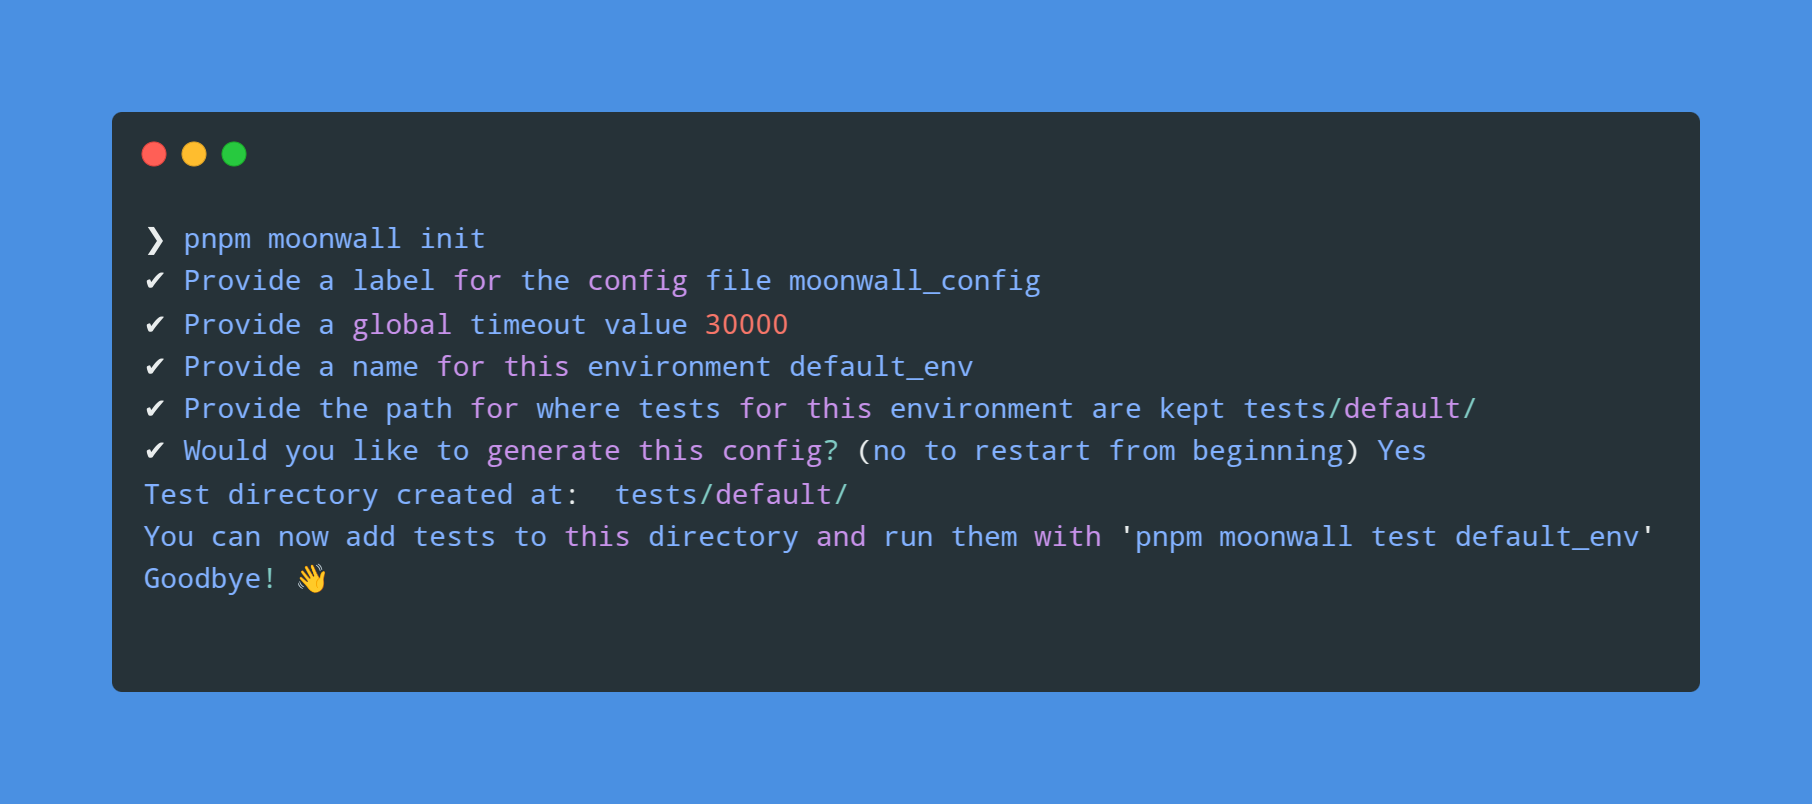 ❯ pnpm moonwall init
✔ Provide a label for the config file moonwall_config
✔ Provide a global timeout value 30000
✔ Provide a name for this environment default_env
✔ Provide the path for where tests for this environment are kept tests/default/
✔ Would you like to generate this config? (no to restart from beginning) Yes
Test directory created at:  tests/default/
You can now add tests to this directory and run them with 'pnpm moonwall test default_env'
Goodbye! 👋